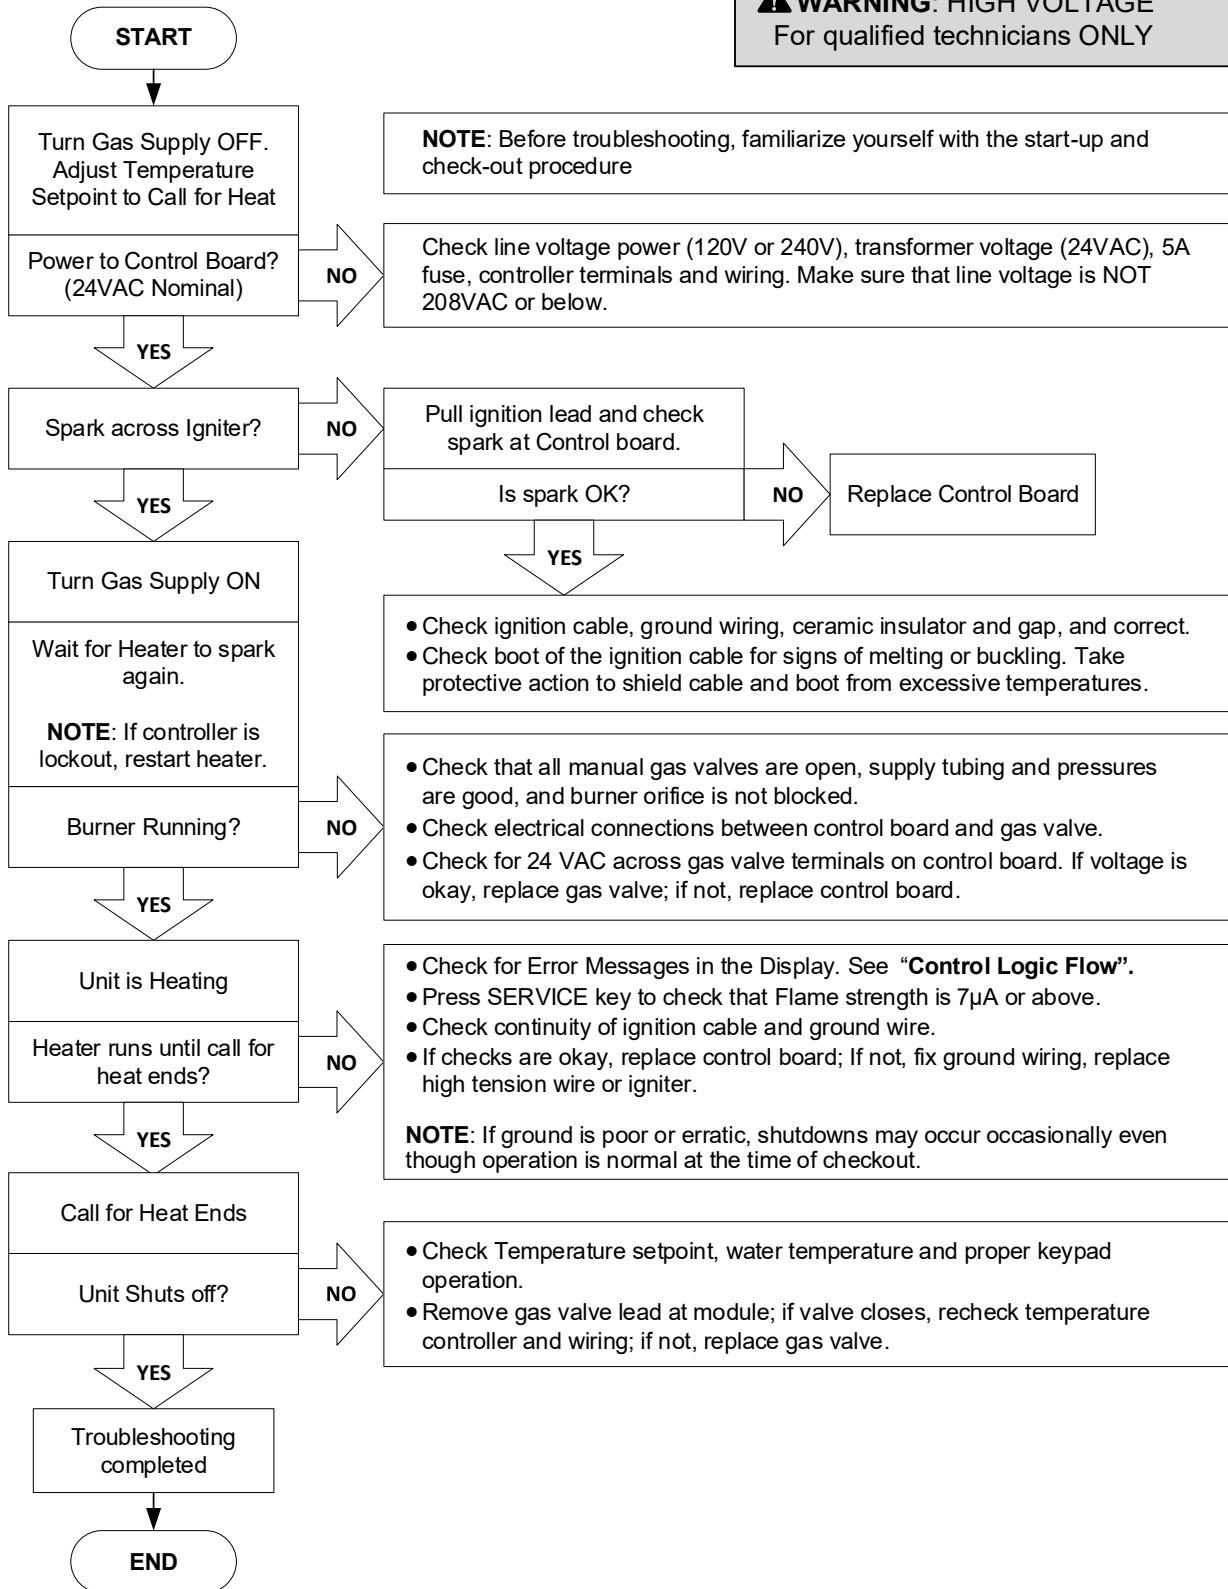 WARNING: HIGH VOLTAGE
For qualified technicians ONLY
START
Turn Gas Supply OFF.
Adjust Temperature
Setpoint to Call for Heat
NOTE: Before troubleshooting, familiarize yourself with the start-up and
check-out procedure
Power to Control Board?
(24VAC Nominal)
NO
Check line voltage power (120V or 240V), transformer voltage (24VAC), 5A
fuse, controller terminals and wiring. Make sure that line voltage is NOT
208VAC or below.
YES
Spark across Igniter?
NO
Pull ignition lead and check
spark at Control board.
Is spark OK?
NO
Replace Control Board
YES
YES
• Check ignition cable, ground wiring, ceramic insulator and gap, and correct.
• Check boot of the ignition cable for signs of melting or buckling. Take
protective action to shield cable and boot from excessive temperatures.
Turn Gas Supply ON
Wait for Heater to spark
again.
NOTE: If controller is
lockout, restart heater.
Burner Running?
NO
• Check that all manual gas valves are open, supply tubing and pressures
are good, and burner orifice is not blocked.
• Check electrical connections between control board and gas valve.
• Check for 24 VAC across gas valve terminals on control board. If voltage is
okay, replace gas valve; if not, replace control board.
YES
Unit is Heating
Heater runs until call for
heat ends?
NO
• Check for Error Messages in the Display. See “Control Logic Flow”.
• Press SERVICE key to check that Flame strength is 7µA or above.
• Check continuity of ignition cable and ground wire.
• If checks are okay, replace control board; If not, fix ground wiring, replace
high tension wire or igniter.
NOTE: If ground is poor or erratic, shutdowns may occur occasionally even
though operation is normal at the time of checkout.
YES
Call for Heat Ends
Unit Shuts off?
NO
• Check Temperature setpoint, water temperature and proper keypad
operation.
• Remove gas valve lead at module; if valve closes, recheck temperature
controller and wiring; if not, replace gas valve.
YES
Troubleshooting
completed
END